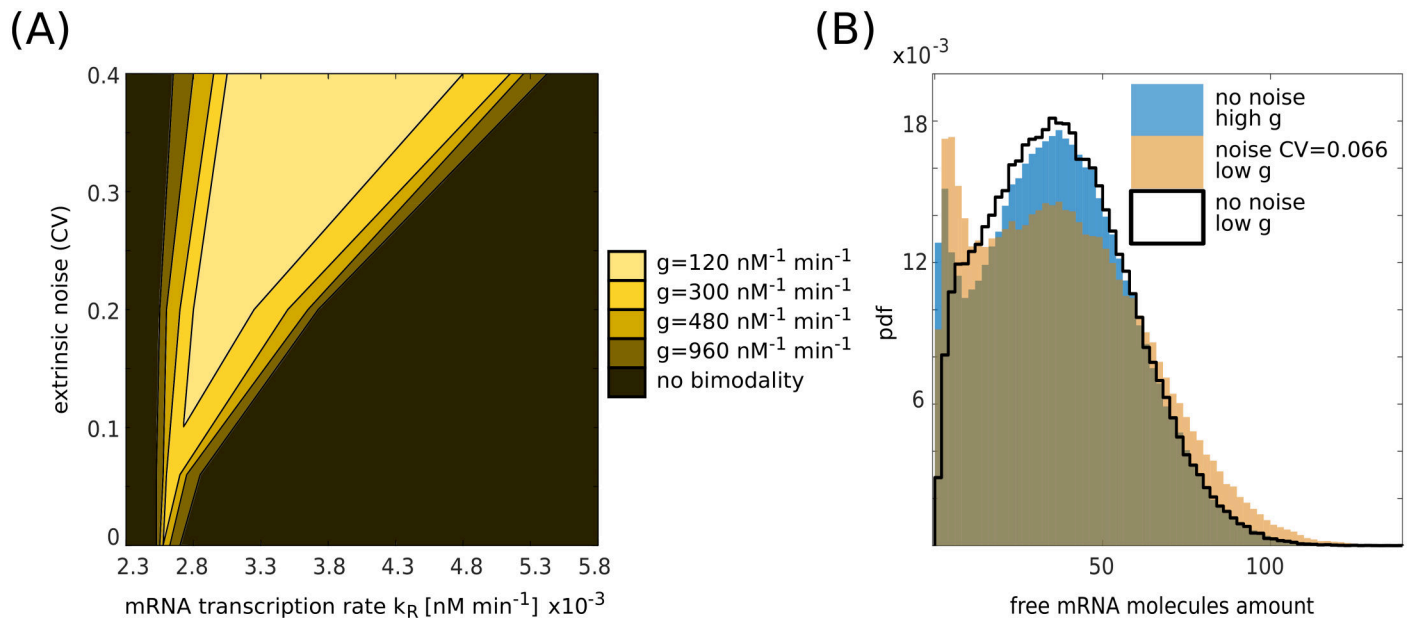 (A)
0.4
0.3
0.2
0.1
0
extrinsic noise (CV)
2.3 2.8 3.3 3.8 4.3 4.8 5.3 5.8
mRNA transcription rate k_R [nM min⁻¹] x10⁻³
g=120 nM⁻¹ min⁻¹
g=300 nM⁻¹ min⁻¹
g=480 nM⁻¹ min⁻¹
g=960 nM⁻¹ min⁻¹
no bimodality
(B)
x10⁻³
18
12
6
pdf
50 100
free mRNA molecules amount
no noise
high g
noise CV=0.066
low g
no noise
low g